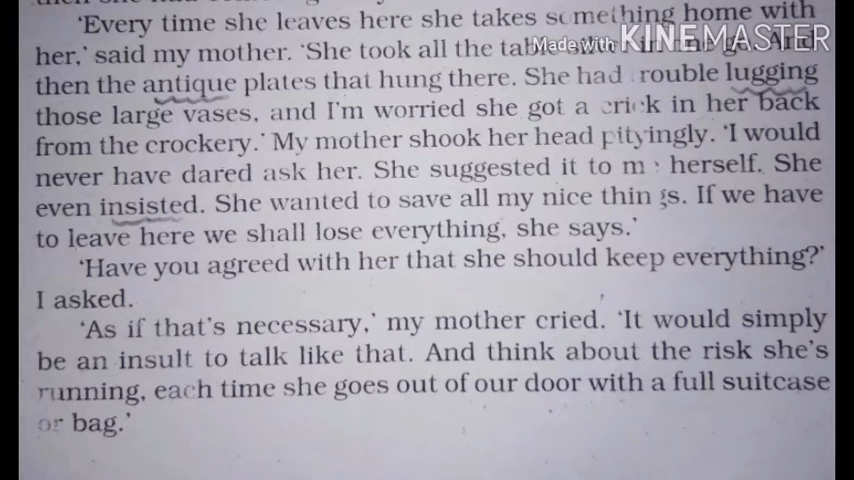 'Every time she leaves here she takes something home with
her,' said my mother. 'She took all the table
Made with KINEMASTER
then the antique plates that hung there. She had trouble lugging
those large vases, and I'm worried she got a crick in her back
from the crockery.' My mother shook her head pityingly. 'I would
never have dared ask her. She suggested it to me herself. She
even insisted. She wanted to save all my nice things. If we have
to leave here we shall lose everything, she says.'
'Have you agreed with her that she should keep everything?'
I asked.
'As if that's necessary,' my mother cried. 'It would simply
be an insult to talk like that. And think about the risk she's
running, each time she goes out of our door with a full suitcase
or bag.'